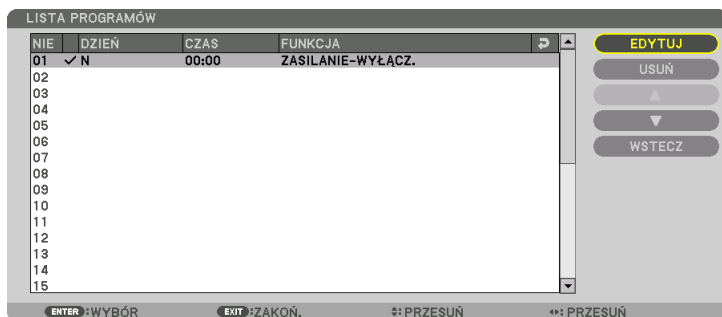 LISTA PROGRAMÓW
NIE DZIEŃ CZAS FUNKCJA
01 ✓ N 00:00 ZASILANIE-WYŁĄCZ.
02
03
04
05
06
07
08
09
10
11
12
13
14
15
EDYTUJ
USUŃ
▲
▼
WSTECZ
ENTER:WYBÓR EXIT:ZAKOŃ. :PRZESUŃ :PRZESUŃ